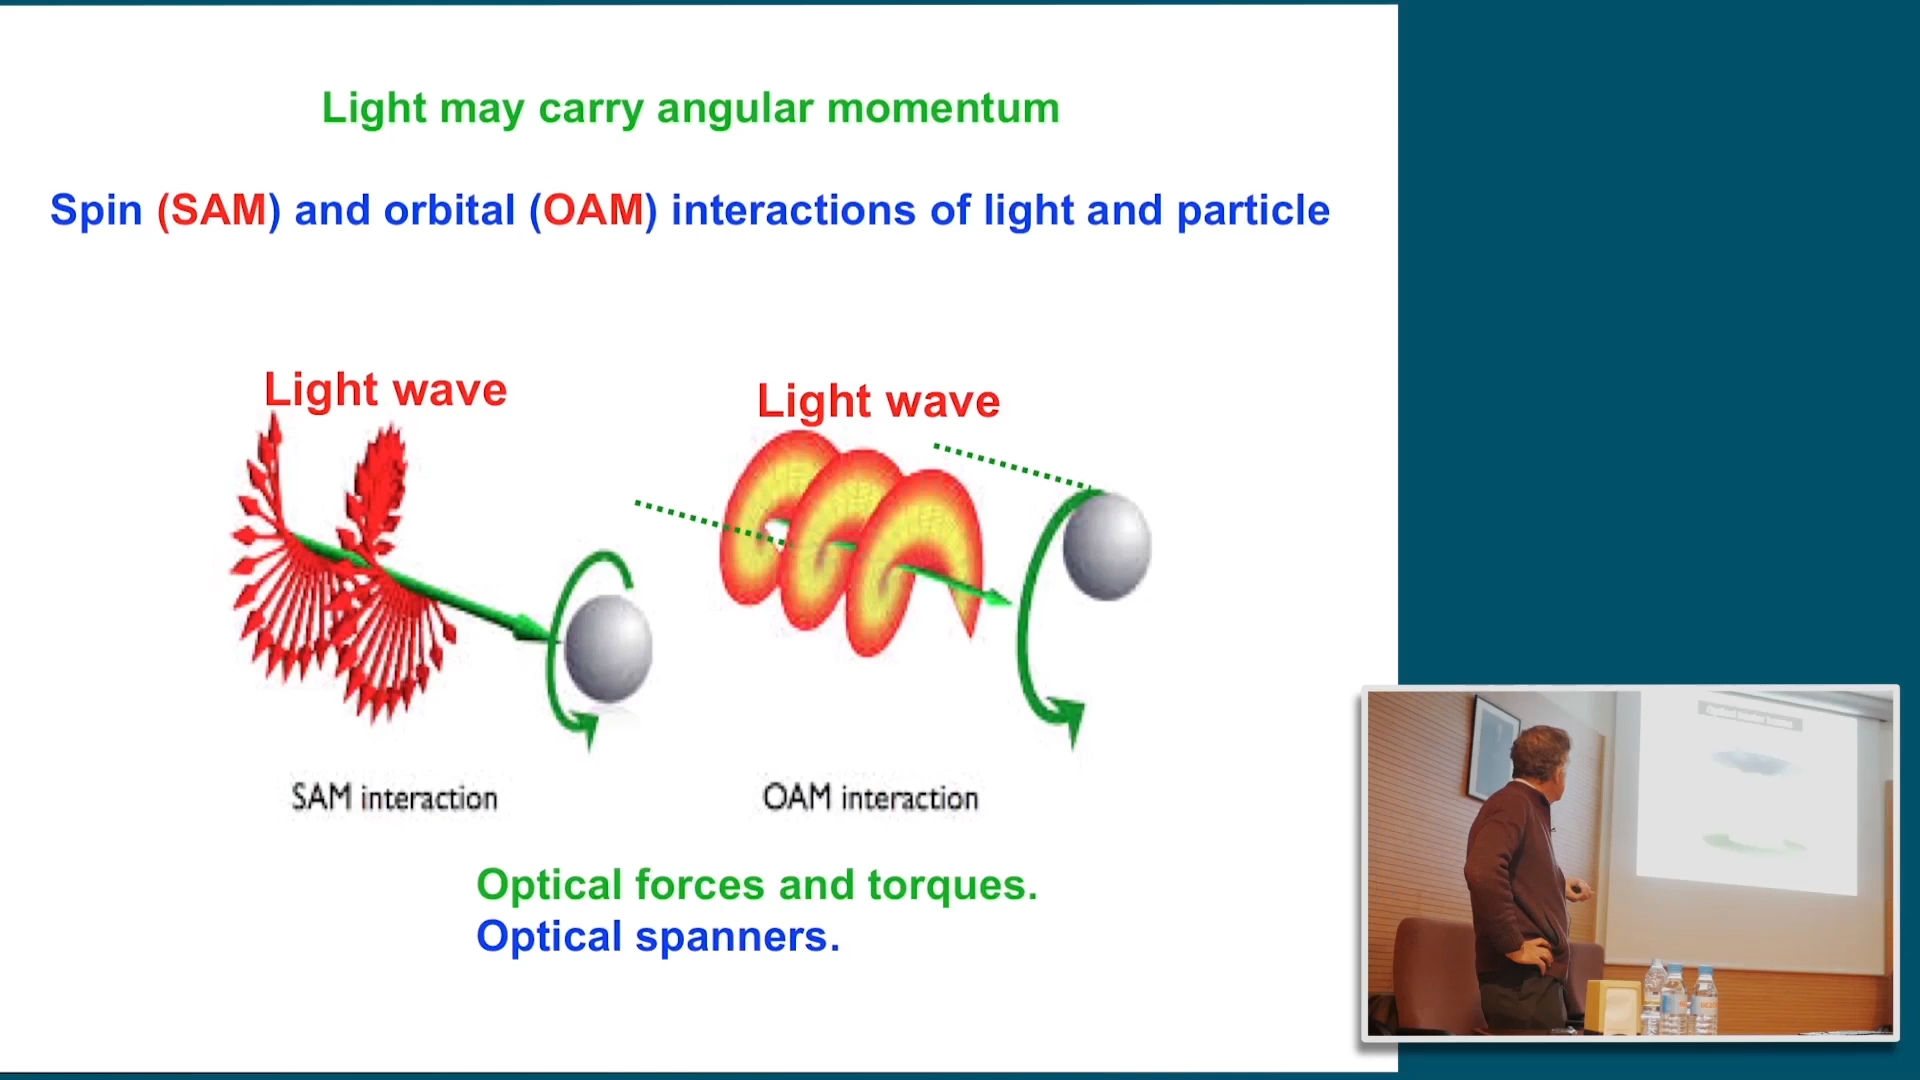 Light may carry angular momentum
Spin (SAM) and orbital (OAM) interactions of light and particle
Light wave
Light wave
SAM interaction
OAM interaction
Optical forces and torques.
Optical spanners.